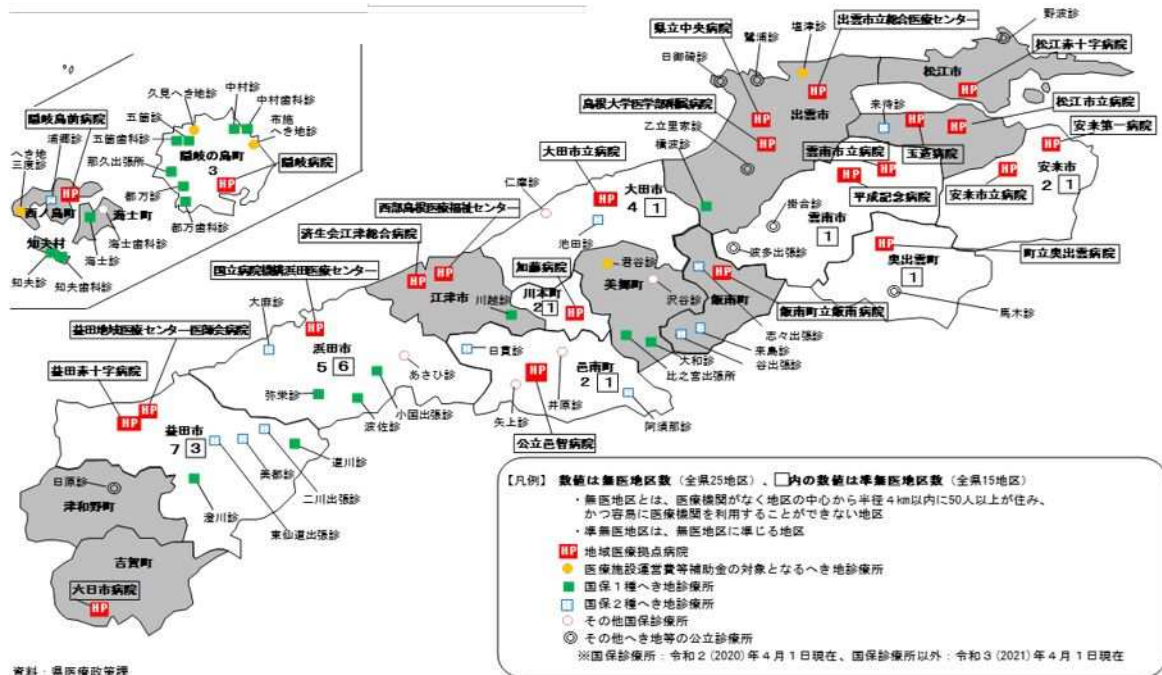 県立中央病院
鷺浦診
塩津診
出雲市立総合医療センター
野波診
日御碕診
松江赤十字病院
松江市
久見へき地診
中村診
中村歯科診
五箇診
布施
へき地診
隠岐島前病院
五箇歯科診
浦郷診
那久出張所
隠岐の島町
3
隠岐病院
へき地
三度診
都万診
西ノ島町
海士町
都万歯科診
知夫村
海士歯科診
海士診
知夫診
知夫歯科診
島根大学医学部附属病院
出雲市
来待診
松江市立病院
乙立里家診
橋波診
玉造病院
安来第一病院
大田市立病院
雲南市立病院
安来市
2 1
平成記念病院
安来市立病院
仁摩診
大田市
4 1
西部島根医療福祉センター
掛合診
雲南市
1
池田診
済生会江津総合病院
波多出張診
奥出雲町
1
町立奥出雲病院
国立病院機構浜田医療センター
加藤病院
君谷診
美郷町
沢谷診
飯南町
飯南町立飯南病院
馬木診
江津市
川越診
川本町
2 1
大麻診
志々出張診
来島診
谷出張診
大和診
比之宮出張所
益田地域医療センター医師会病院
浜田市
5 6
日貫診
あさひ診
邑南町
2 1
益田赤十字病院
弥栄診
波佐診
小国出張診
矢上診
井原診
阿須那診
公立邑智病院
益田市
7 3
道川診
美都診
二川出張診
東仙道出張診
澄川診
日原診
津和野町
吉賀町
六日市病院
【凡例】 数値は無医地区数（全県25地区）、□内の数値は準無医地区数（全県15地区）
・無医地区とは、医療機関がなく地区の中心から半径４km以内に50人以上が住み、
かつ容易に医療機関を利用することができない地区
・準無医地区は、無医地区に準じる地区
HP 地域医療拠点病院
医療施設運営費等補助金の対象となるへき地診療所
国保１種へき地診療所
国保２種へき地診療所
その他国保診療所
その他へき地等の公立診療所
※国保診療所：令和２(2020)年４月１日現在、国保診療所以外：令和３(2021)年４月１日現在
資料：県医療政策課